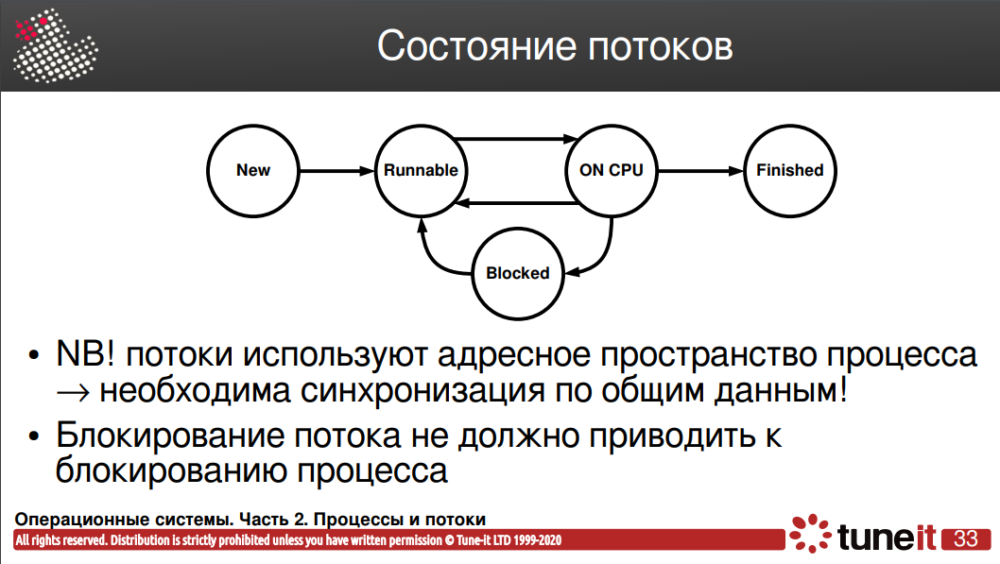 Состояние потоков
New
Runnable
ON CPU
Finished
Blocked
• NB! потоки используют адресное пространство процесса
→ необходима синхронизация по общим данным!
• Блокирование потока не должно приводить к
блокированию процесса
Операционные системы. Часть 2. Процессы и потоки
All rights reserved. Distribution is strictly prohibited unless you have written permission © Tune-it LTD 1999-2020
tuneit
33